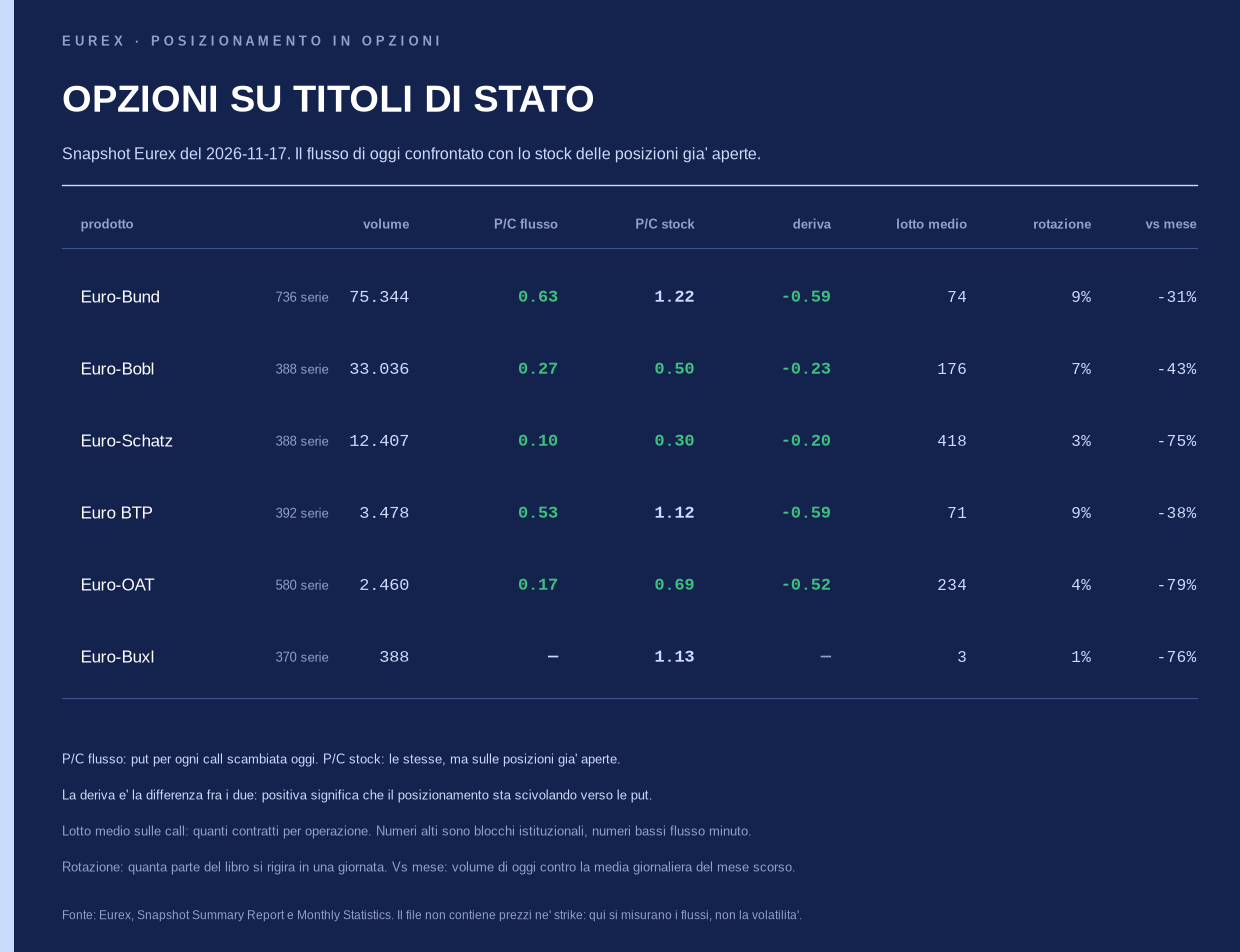 EUREX · POSIZIONAMENTO IN OPZIONI
OPZIONI SU TITOLI DI STATO
Snapshot Eurex del 2026-11-17. Il flusso di oggi confrontato con lo stock delle posizioni gia' aperte.
prodotto volume P/C flusso P/C stock deriva lotto medio rotazione vs mese
Euro-Bund 736 serie 75.344 0.63 1.22 -0.59 74 9% -31%
Euro-Bobl 388 serie 33.036 0.27 0.50 -0.23 176 7% -43%
Euro-Schatz 388 serie 12.407 0.10 0.30 -0.20 418 3% -75%
Euro BTP 392 serie 3.478 0.53 1.12 -0.59 71 9% -38%
Euro-OAT 580 serie 2.460 0.17 0.69 -0.52 234 4% -79%
Euro-Buxl 370 serie 388 — 1.13 — 3 1% -76%
P/C flusso: put per ogni call scambiata oggi. P/C stock: le stesse, ma sulle posizioni gia' aperte.
La deriva e' la differenza fra i due: positiva significa che il posizionamento sta scivolando verso le put.
Lotto medio sulle call: quanti contratti per operazione. Numeri alti sono blocchi istituzionali, numeri bassi flusso minuto.
Rotazione: quanta parte del libro si rigira in una giornata. Vs mese: volume di oggi contro la media giornaliera del mese scorso.
Fonte: Eurex, Snapshot Summary Report e Monthly Statistics. Il file non contiene prezzi ne' strike: qui si misurano i flussi, non la volatilita'.